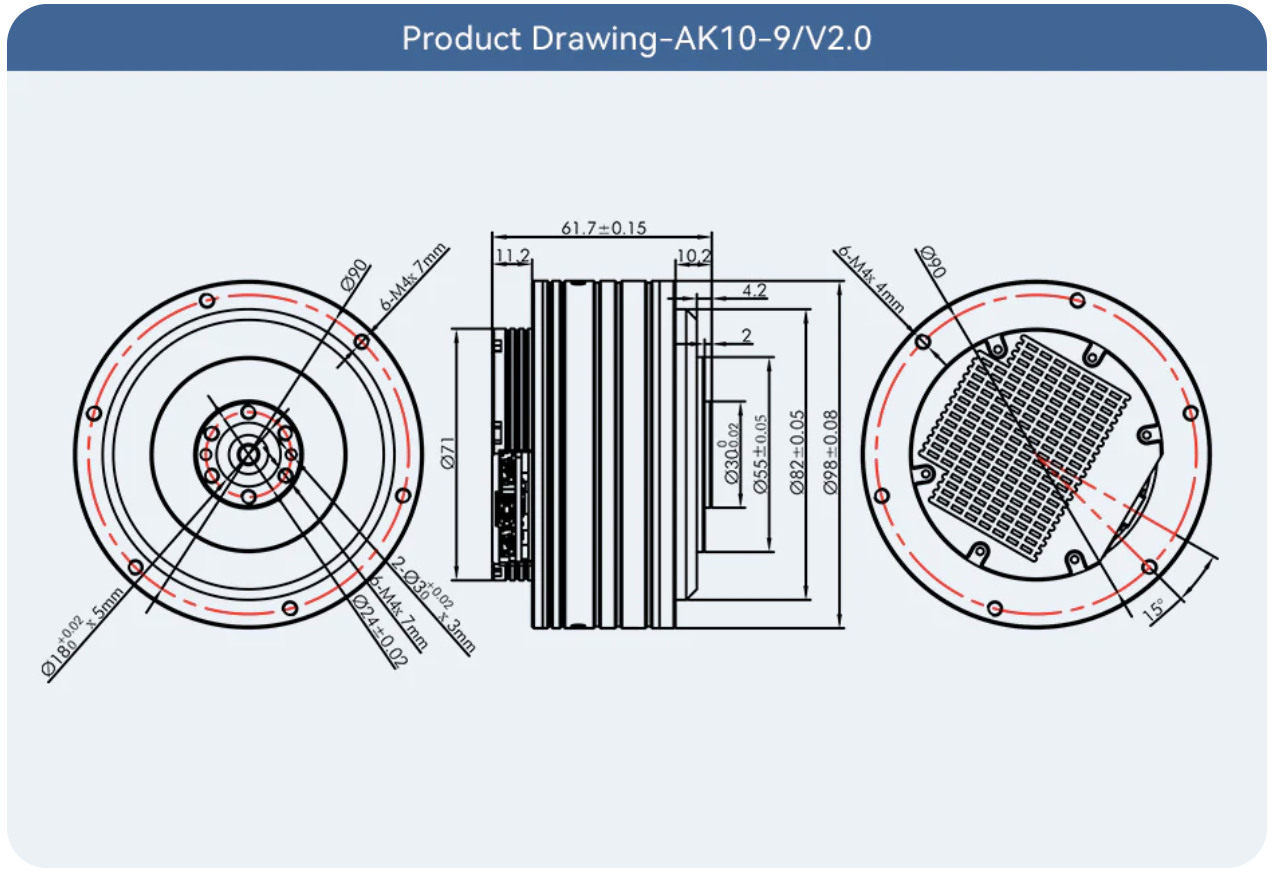 Product Drawing-AK10-9/V2.0
61.7±0.15
11.2
10.2
4.2
2
Ø71
Ø30 0 -0.02
Ø55±0.05
Ø82±0.05
Ø98±0.08
Ø90
6-M4x 7mm
Ø18 +0.02 0 x 5mm
2-Ø3 +0.02 0 x 3mm
6-M4x 7mm
Ø24±0.02
6-M4x 4mm
Ø90
15°